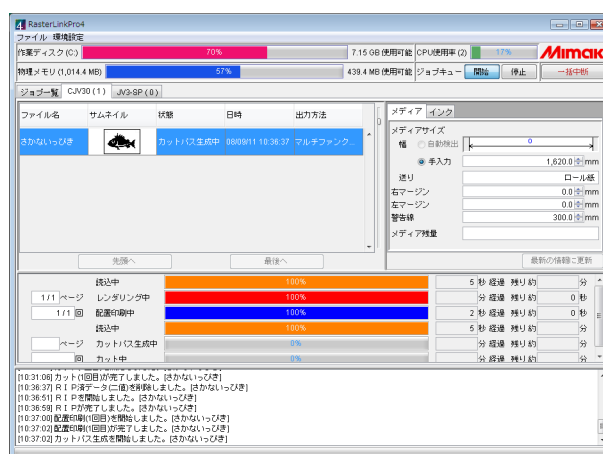 RasterLinkPro4
ファイル 環境設定
作業ディスク(C:) 70% 7.15 GB 使用可能 CPU使用率(2) 17% Mimaki
物理メモリ(1,014.4 MB) 57% 439.4 MB 使用可能 ジョブキュー 開始 停止 一括中断
ジョブ一覧 CJV30(1) JV3-SP(0)
ファイル名 サムネイル 状態 日時 出力方法
さかないっぴき カットパス生成中 08/09/11 10:36:37 マルチファンク...
先頭へ 最後へ
メディア インク
メディアサイズ
幅 自動検出 0
手入力 1,620.0 mm
送り ロール紙
右マージン 0.0 mm
左マージン 0.0 mm
警告線 300.0 mm
メディア残量
最新の情報に更新
読込中 100% 5 秒 経過 残り 約 分
1/1 ページ レンダリング中 100% 分 経過 残り 約 0 秒
1/1 回 配置印刷中 100% 2 秒 経過 残り 約 0 秒
読込中 100% 5 秒 経過 残り 約 分
ページ カットパス生成中 0% 分 経過 残り 約 分
回 カット中 0% 分 経過 残り 約 分
[10:31:06] カット(1回目)が完了しました。[さかないっぴき]
[10:36:37] ＲＩＰ済データ(二値)を削除しました。[さかないっぴき]
[10:36:51] ＲＩＰを開始しました。[さかないっぴき]
[10:36:59] ＲＩＰが完了しました。[さかないっぴき]
[10:37:00] 配置印刷(1回目)を開始しました。[さかないっぴき]
[10:37:02] 配置印刷(1回目)が完了しました。[さかないっぴき]
[10:37:02] カットパス生成を開始しました。[さかないっぴき]